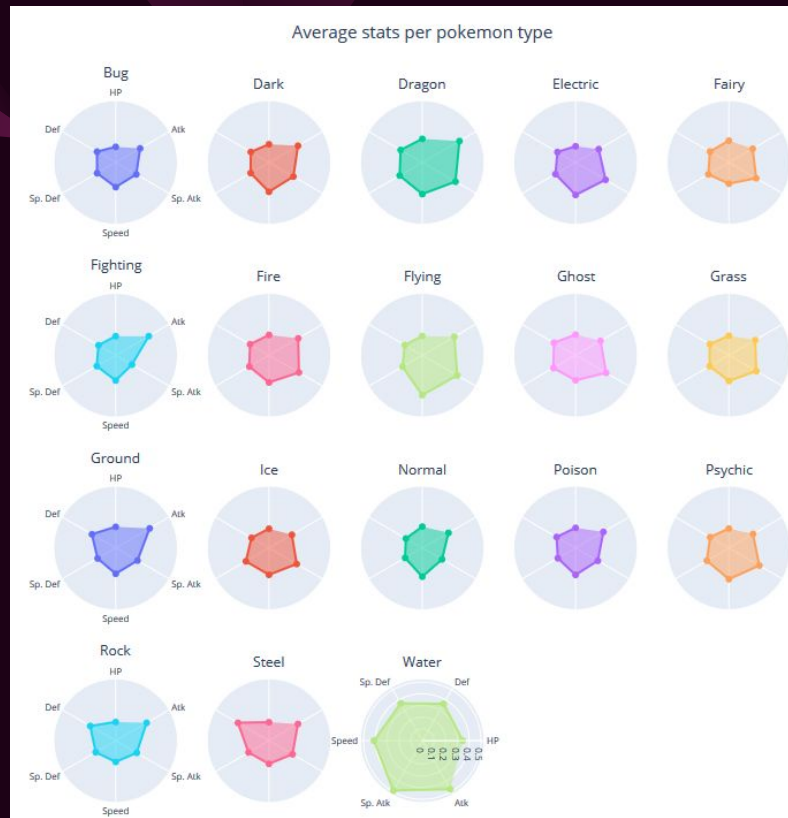 Average stats per pokemon type
Bug
Dark
Dragon
Electric
Fairy
HP
Def
Atk
Sp. Def
Sp. Atk
Speed
Fighting
Fire
Flying
Ghost
Grass
HP
Def
Atk
Sp. Def
Sp. Atk
Speed
Ground
Ice
Normal
Poison
Psychic
HP
Def
Atk
Sp. Def
Sp. Atk
Speed
Rock
Steel
Water
HP
Def
Atk
Sp. Def
Sp. Atk
Speed
Sp. Def
Def
Speed
HP
0
0.1
0.2
0.3
0.4
0.5
Sp. Atk
Atk